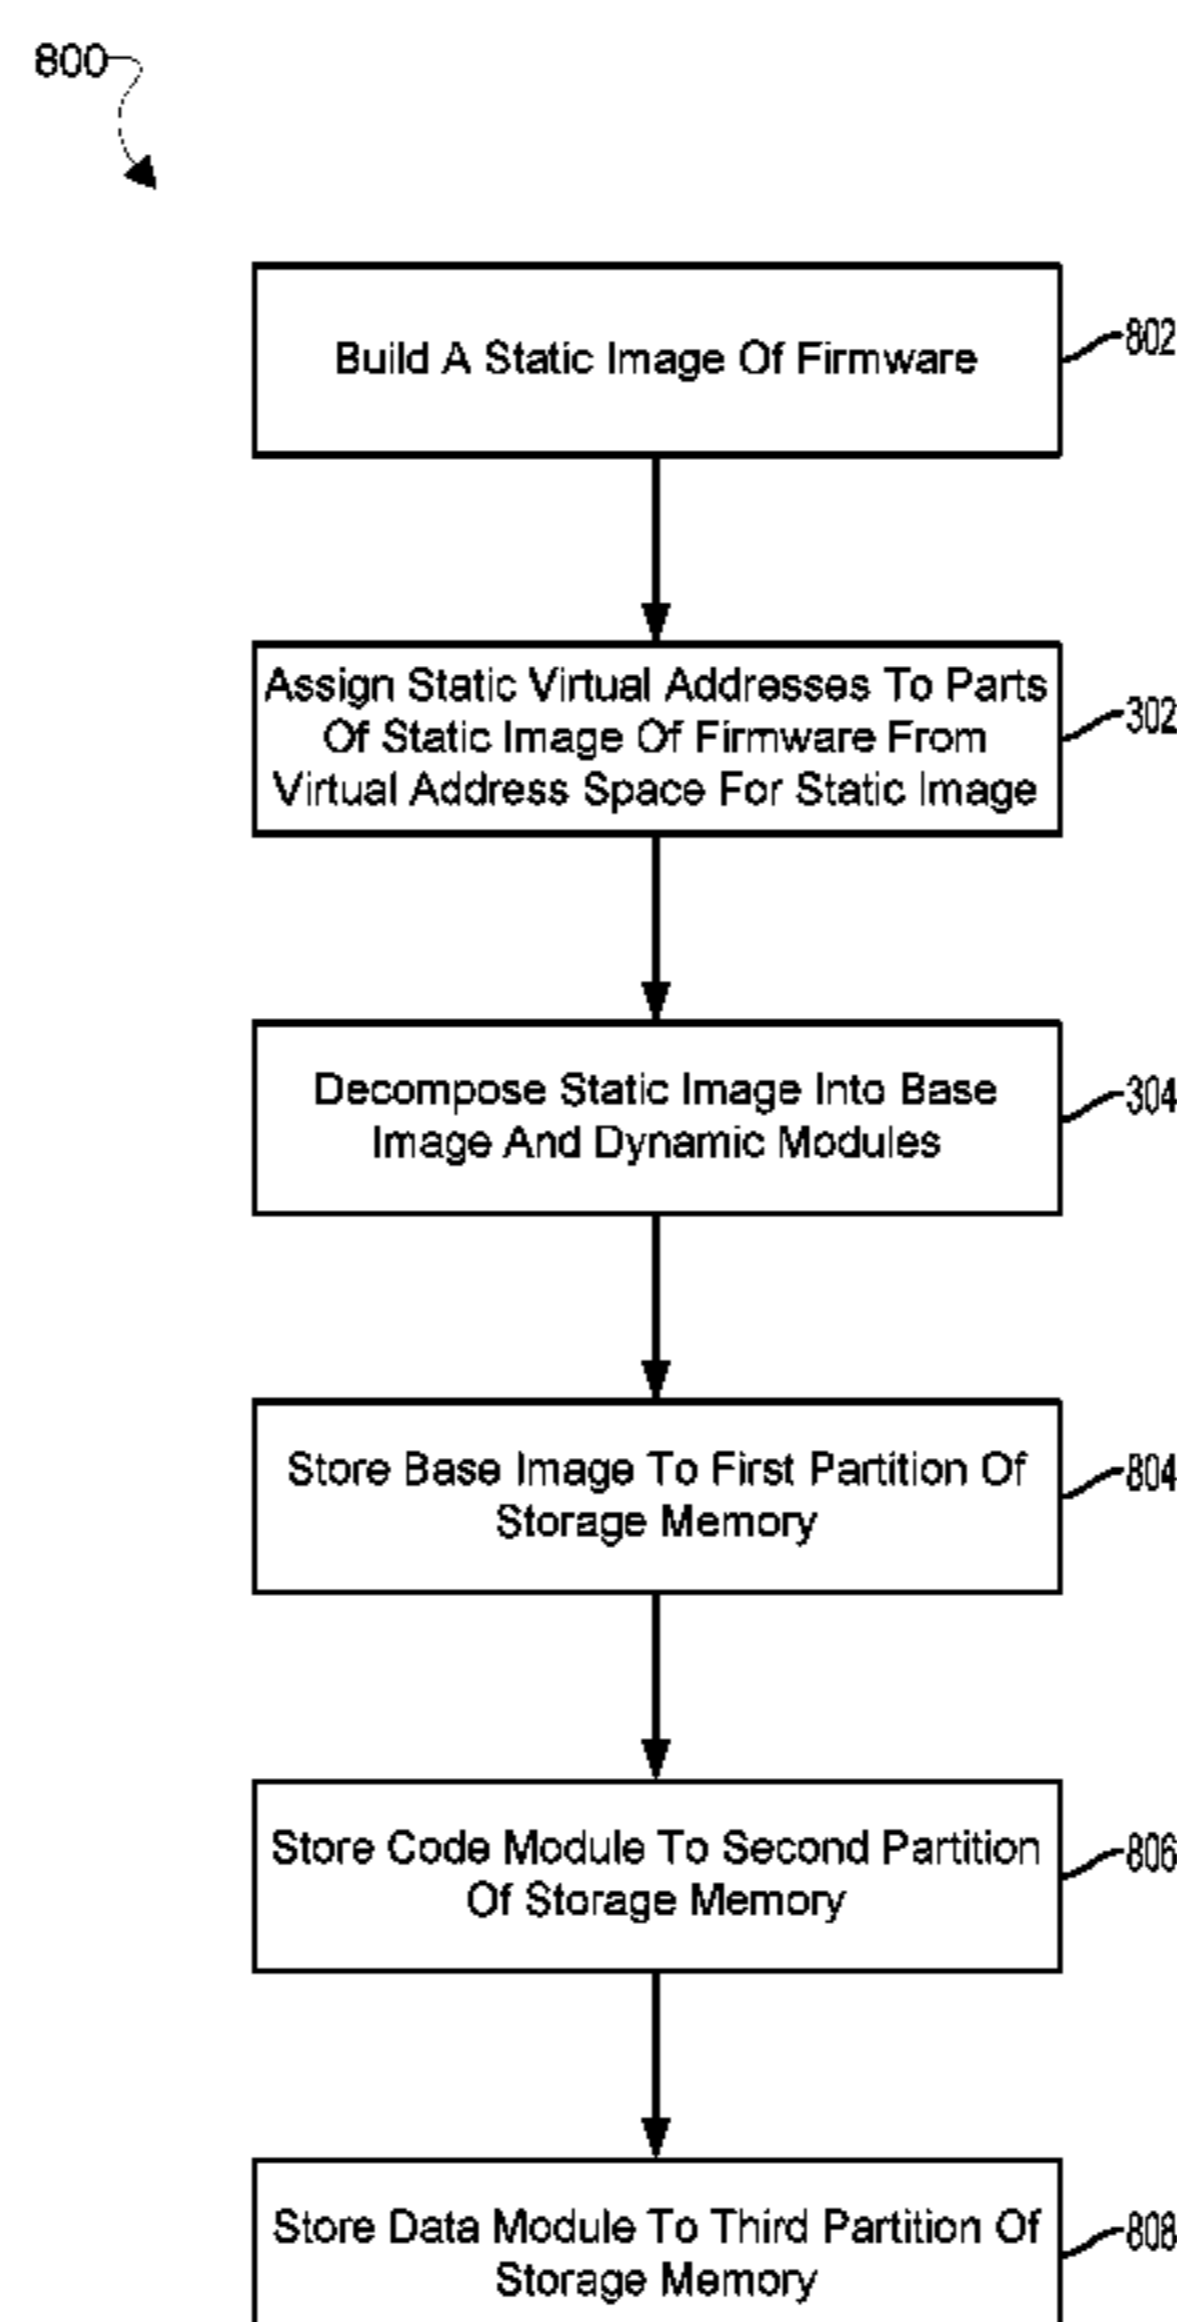 800
Build A Static Image Of Firmware
802
Assign Static Virtual Addresses To Parts
Of Static Image Of Firmware From
Virtual Address Space For Static Image
302
Decompose Static Image Into Base
Image And Dynamic Modules
304
Store Base Image To First Partition Of
Storage Memory
804
Store Code Module To Second Partition
Of Storage Memory
806
Store Data Module To Third Partition Of
Storage Memory
808